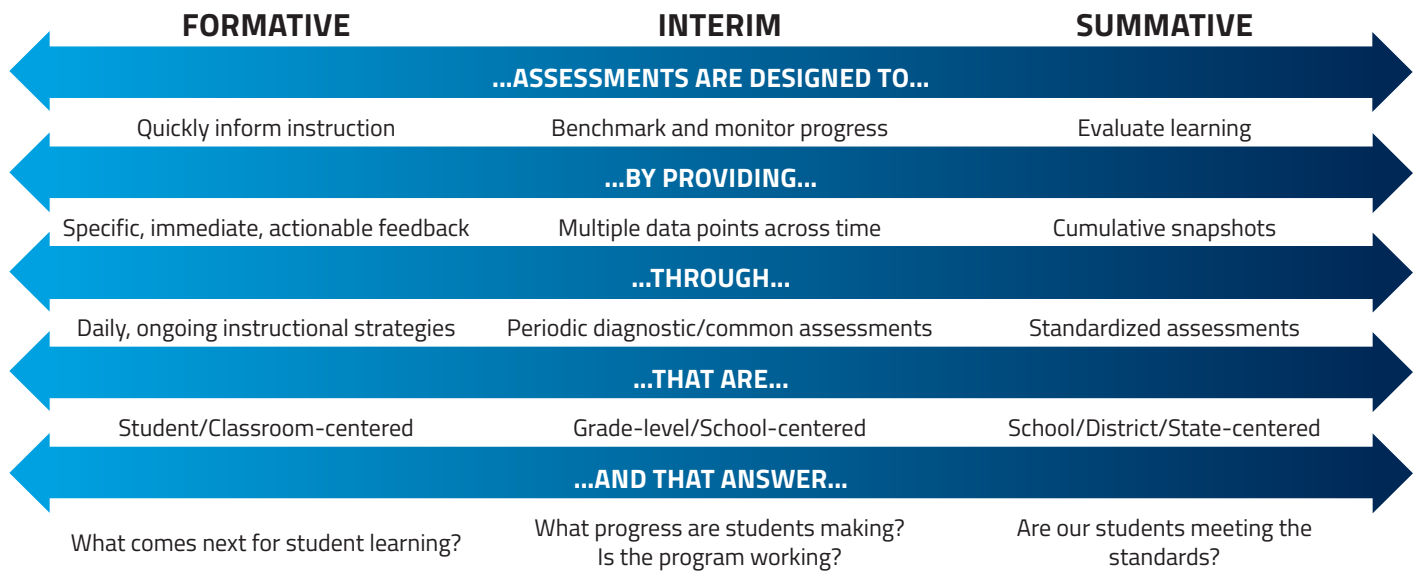 FORMATIVE INTERIM SUMMATIVE
...ASSESSMENTS ARE DESIGNED TO...
Quickly inform instruction Benchmark and monitor progress Evaluate learning
...BY PROVIDING...
Specific, immediate, actionable feedback Multiple data points across time Cumulative snapshots
...THROUGH...
Daily, ongoing instructional strategies Periodic diagnostic/common assessments Standardized assessments
...THAT ARE...
Student/Classroom-centered Grade-level/School-centered School/District/State-centered
...AND THAT ANSWER...
What comes next for student learning?
What progress are students making?
Is the program working?
Are our students meeting the
standards?